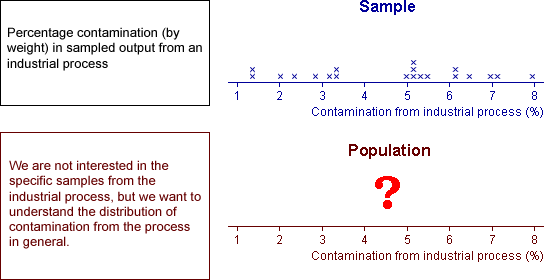 Percentage contamination (by
weight) in sampled output from an
industrial process
Sample
1 2 3 4 5 6 7 8
Contamination from industrial process (%)
We are not interested in the
specific samples from the
industrial process, but we want to
understand the distribution of
contamination from the process
in general.
Population
?
1 2 3 4 5 6 7 8
Contamination from industrial process (%)